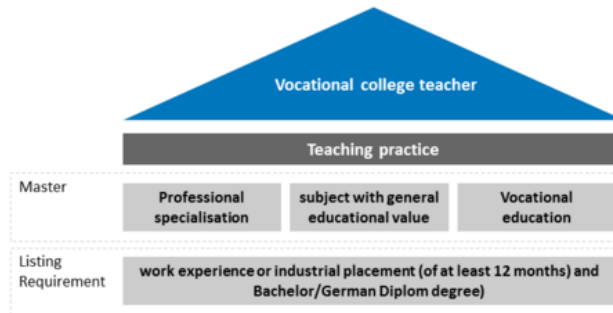 Vocational college teacher
Teaching practice
Master
Professional
specialisation
subject with general
educational value
Vocational
education
Listing
Requirement
work experience or industrial placement (of at least 12 months) and
Bachelor/German Diplom degree)